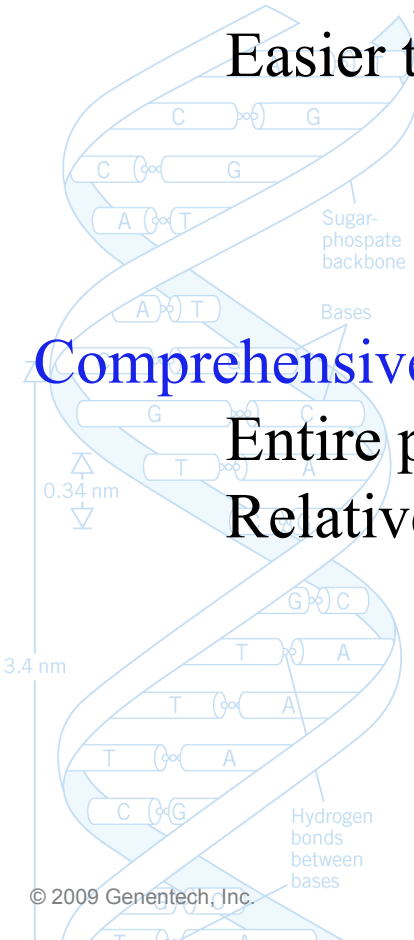 Easier t
C G
C G
A T
Sugar-
phospate
backbone
A T
Bases
Comprehensive
G C
Entire p
T A
0.34 nm
Relative
G C
T A
3.4 nm
T A
T A
C G
Hydrogen
bonds
between
bases
© 2009 Genentech, Inc.
T A